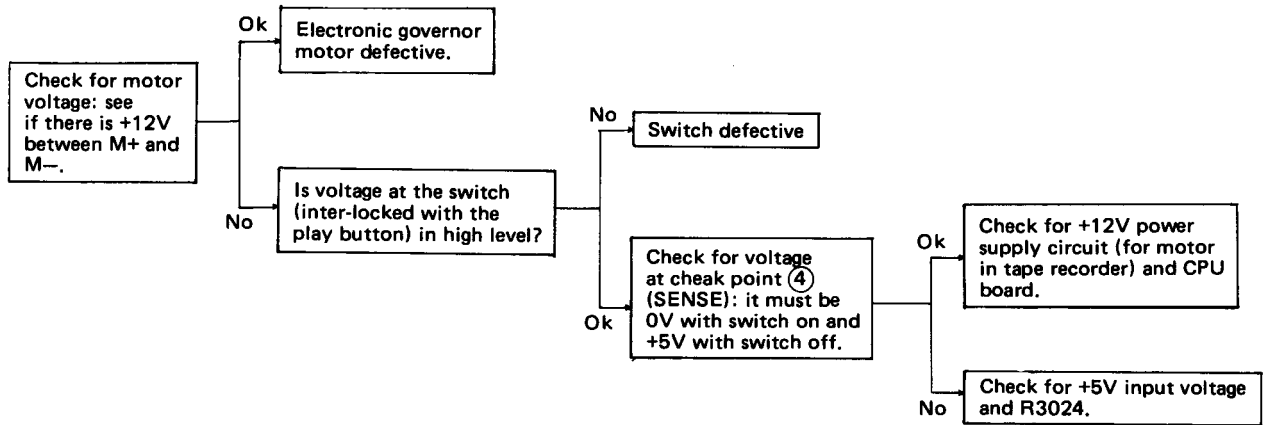 Check for motor
voltage: see
if there is +12V
between M+ and
M−.
Ok
Electronic governor
motor defective.
No
Is voltage at the switch
(inter-locked with the
play button) in high level?
No
Switch defective
Ok
Check for voltage
at cheak point ④
(SENSE): it must be
0V with switch on and
+5V with switch off.
Ok
Check for +12V power
supply circuit (for motor
in tape recorder) and CPU
board.
No
Check for +5V input voltage
and R3024.